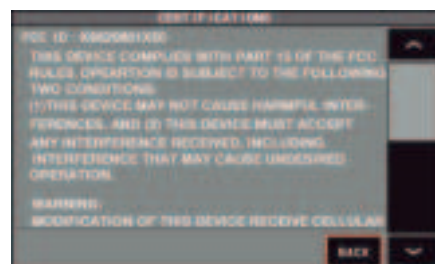 CERTIFICATIONS
FCC ID:
THIS DEVICE COMPLIES WITH PART 15 OF THE FCC
RULES. OPEARTION IS SUBJECT TO THE FOLLOWING
TWO CONDITIONS:
(1)THIS DEVICE MAY NOT CAUSE HARMFUL INTER-
FERENCES, AND (2) THIS DEVICE MUST ACCEPT
ANY INTERFERENCE RECEIVED, INCLUDING
INTERFERENCE THAT MAY CAUSE UNDESIRED
OPERATION.
WARNING:
MODIFICATION OF THIS DEVICE RECEIVE CELLULAR
BACK